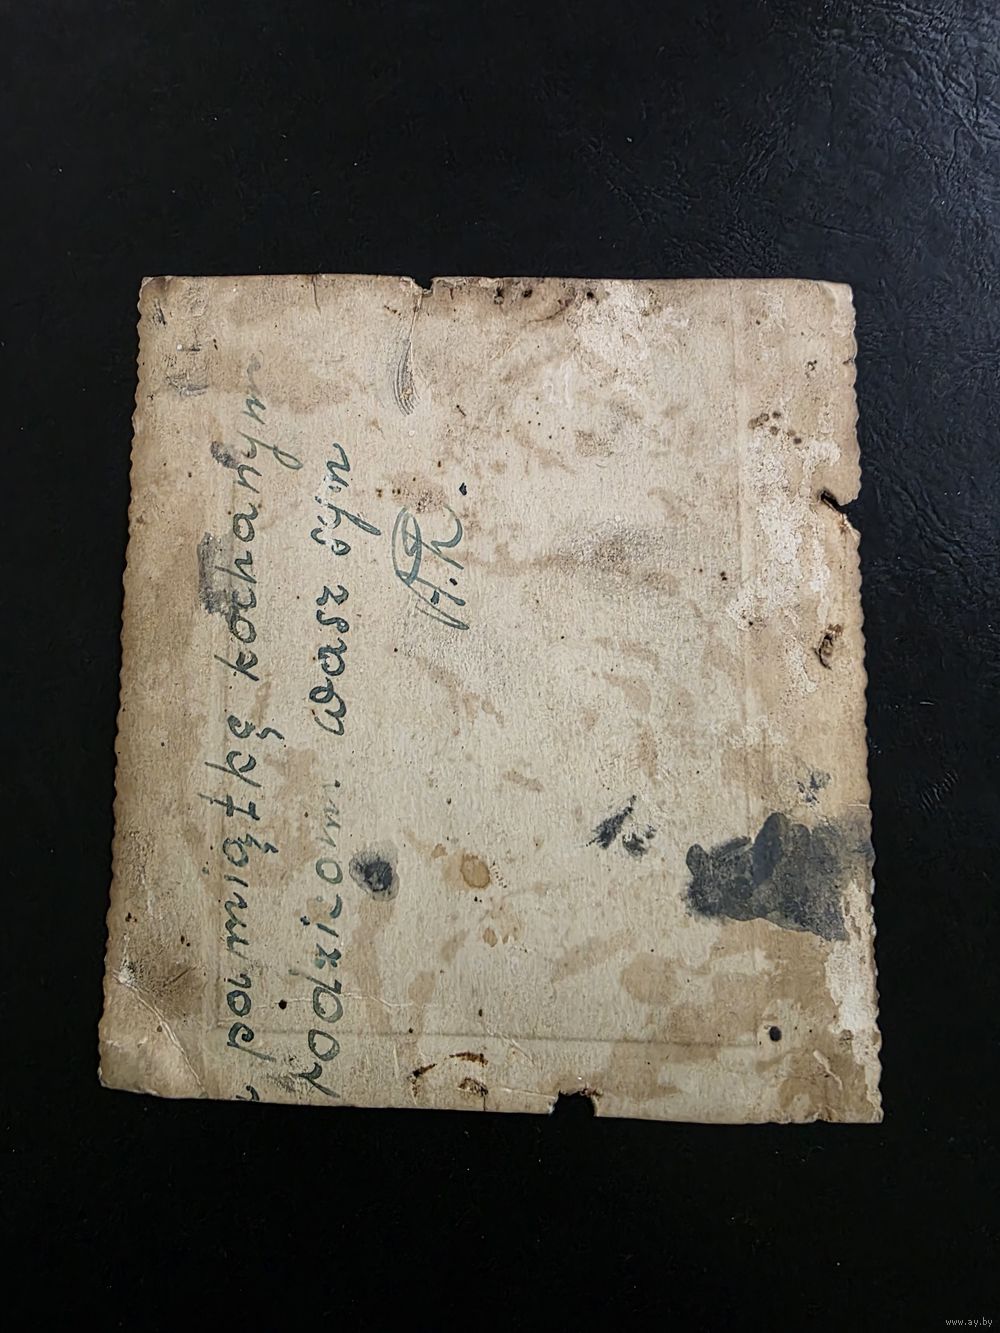 pamiątkę kochanym
rodzicom wasz syn
A.R.
www.ay.by